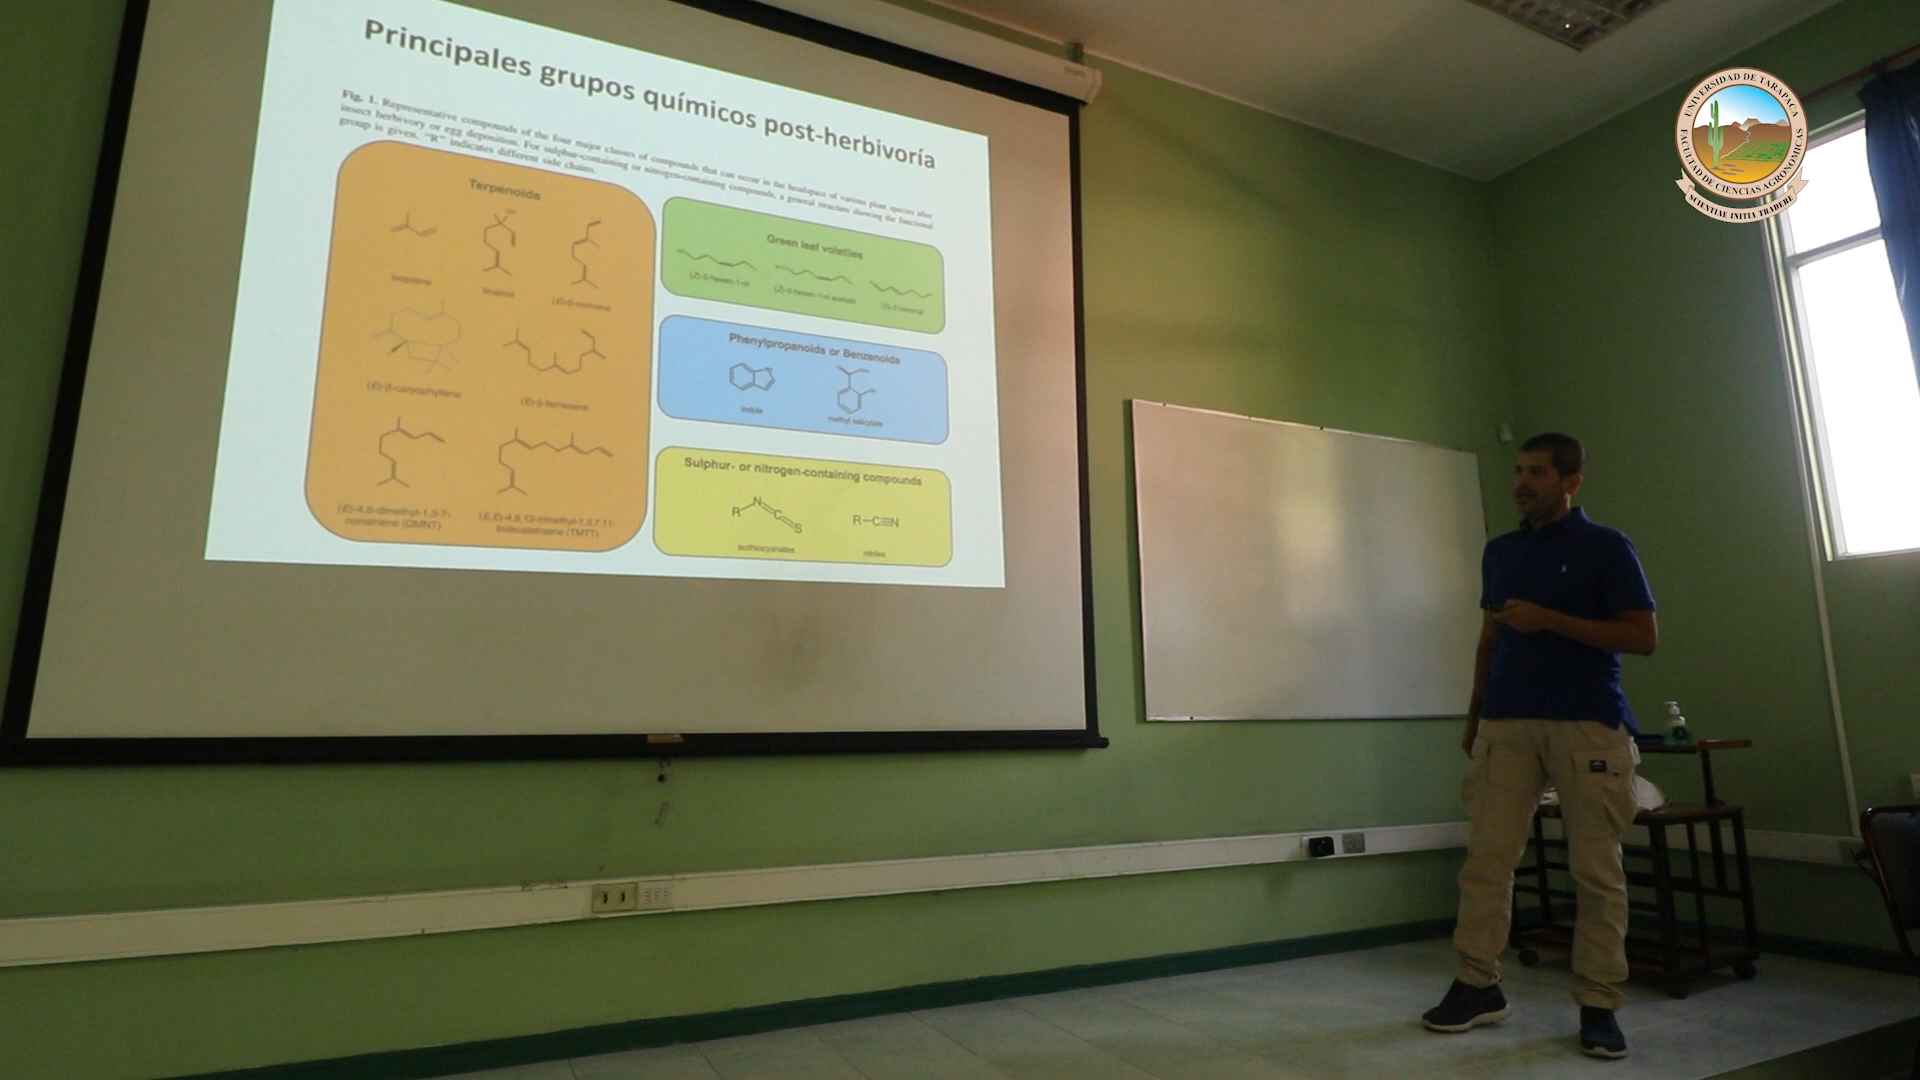 Principales grupos químicos post-herbivoría
Fig. 1. Representative compounds of the four major classes of compounds that can occur in the headspace of various plant species after
insect herbivory or egg deposition. For sulphur-containing or nitrogen-containing compounds, a general structure showing the functional
group is given. "R" indicates different side chains.
Terpenoids
isoprene
linalool
(E)-β-ocimene
(E)-β-caryophyllene
(E)-β-farnesene
(E)-4,8-dimethyl-1,3-7-
nonatriene (DMNT)
(E,E)-4,8,12-trimethyl-1,3,7,11-
tridecatetraene (TMTT)
Green leaf volatiles
(Z)-3-hexen-1-ol
(Z)-3-hexen-1-ol acetate
(E)-2-hexenal
Phenylpropanoids or Benzenoids
indole
methyl salicylate
Sulphur- or nitrogen-containing compounds
R N C S
R–C≡N
isothiocyanates
nitriles
UNIVERSIDAD DE TARAPACA
FACULTAD DE CIENCIAS AGRONOMICAS
SCIENTIAE INITIA TRADERE